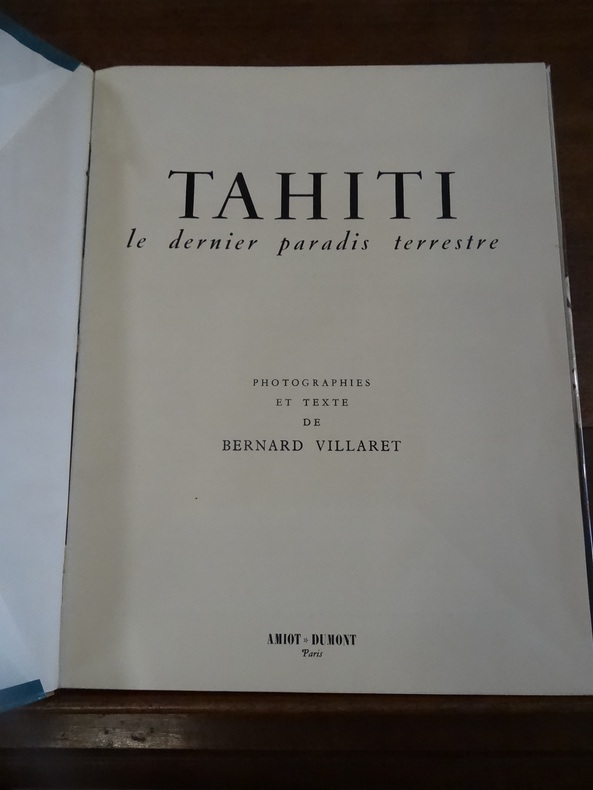 TAHITI
le dernier paradis terrestre
PHOTOGRAPHIES
ET TEXTE
DE
BERNARD VILLARET
AMIOT ☼ DUMONT
Paris